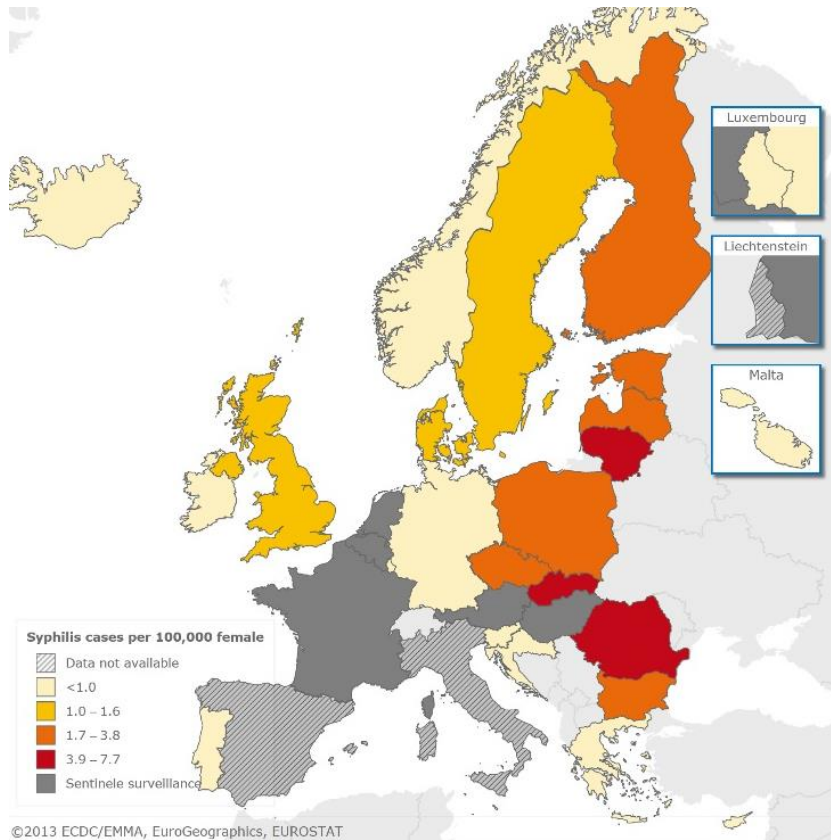 Luxembourg
Liechtenstein
Malta
Syphilis cases per 100,000 female
Data not available
<1.0
1.0 – 1.6
1.7 – 3.8
3.9 – 7.7
Sentinele surveillance
©2013 ECDC/EMMA, EuroGeographics, EUROSTAT